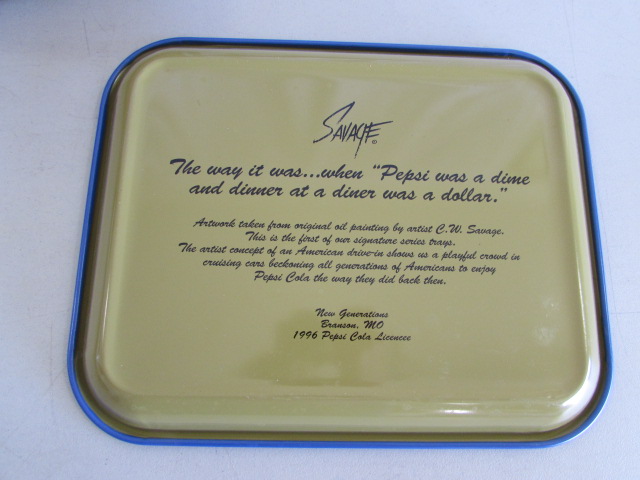 SAVAGE ©
The way it was...when "Pepsi was a dime
and dinner at a diner was a dollar."
Artwork taken from original oil painting by artist C.W. Savage.
This is the first of our signature series trays.
The artist concept of an American drive-in shows us a playful crowd in
cruising cars beckoning all generations of Americans to enjoy
Pepsi Cola the way they did back then.
New Generations
Branson, MO
1996 Pepsi Cola Licencee